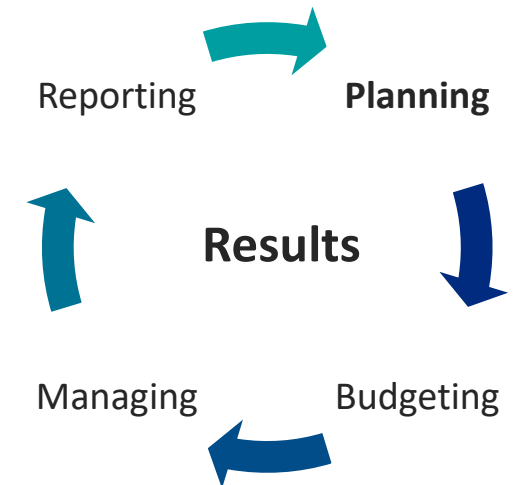 Reporting
Planning
Results
Managing
Budgeting